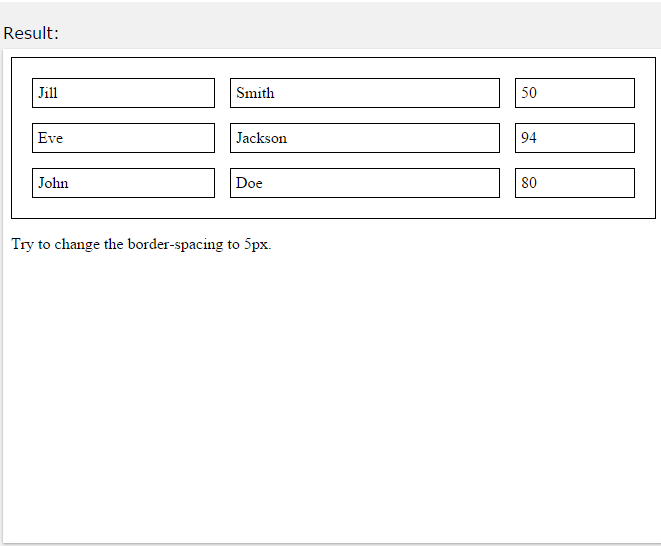 Result:
Jill Smith 50
Eve Jackson 94
John Doe 80
Try to change the border-spacing to 5px.